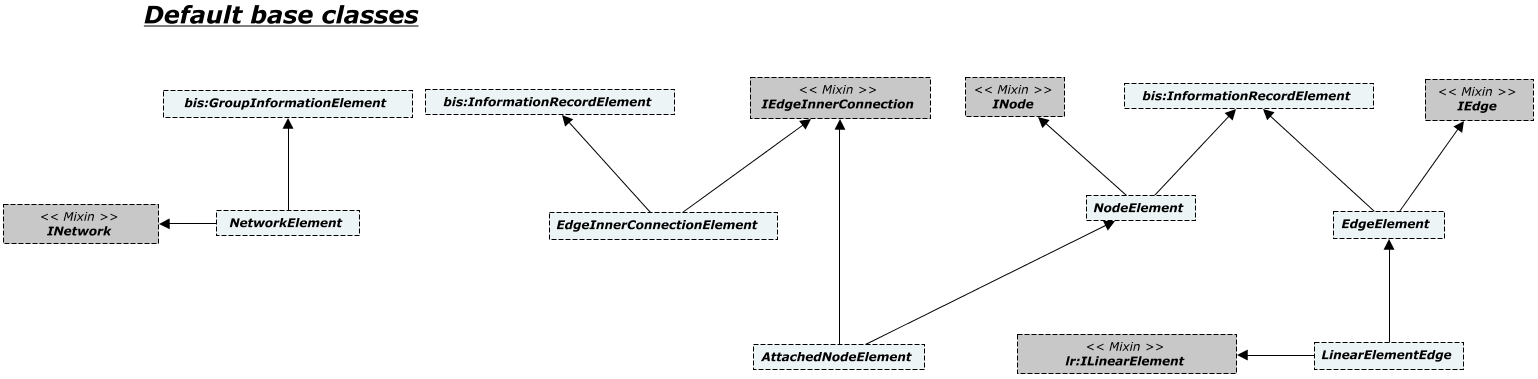 Default base classes
bis:GroupInformationElement
bis:InformationRecordElement
<< Mixin >>
IEdgeInnerConnection
<< Mixin >>
INode
bis:InformationRecordElement
<< Mixin >>
IEdge
<< Mixin >>
INetwork
NetworkElement
EdgeInnerConnectionElement
NodeElement
EdgeElement
AttachedNodeElement
<< Mixin >>
lr:ILinearElement
LinearElementEdge